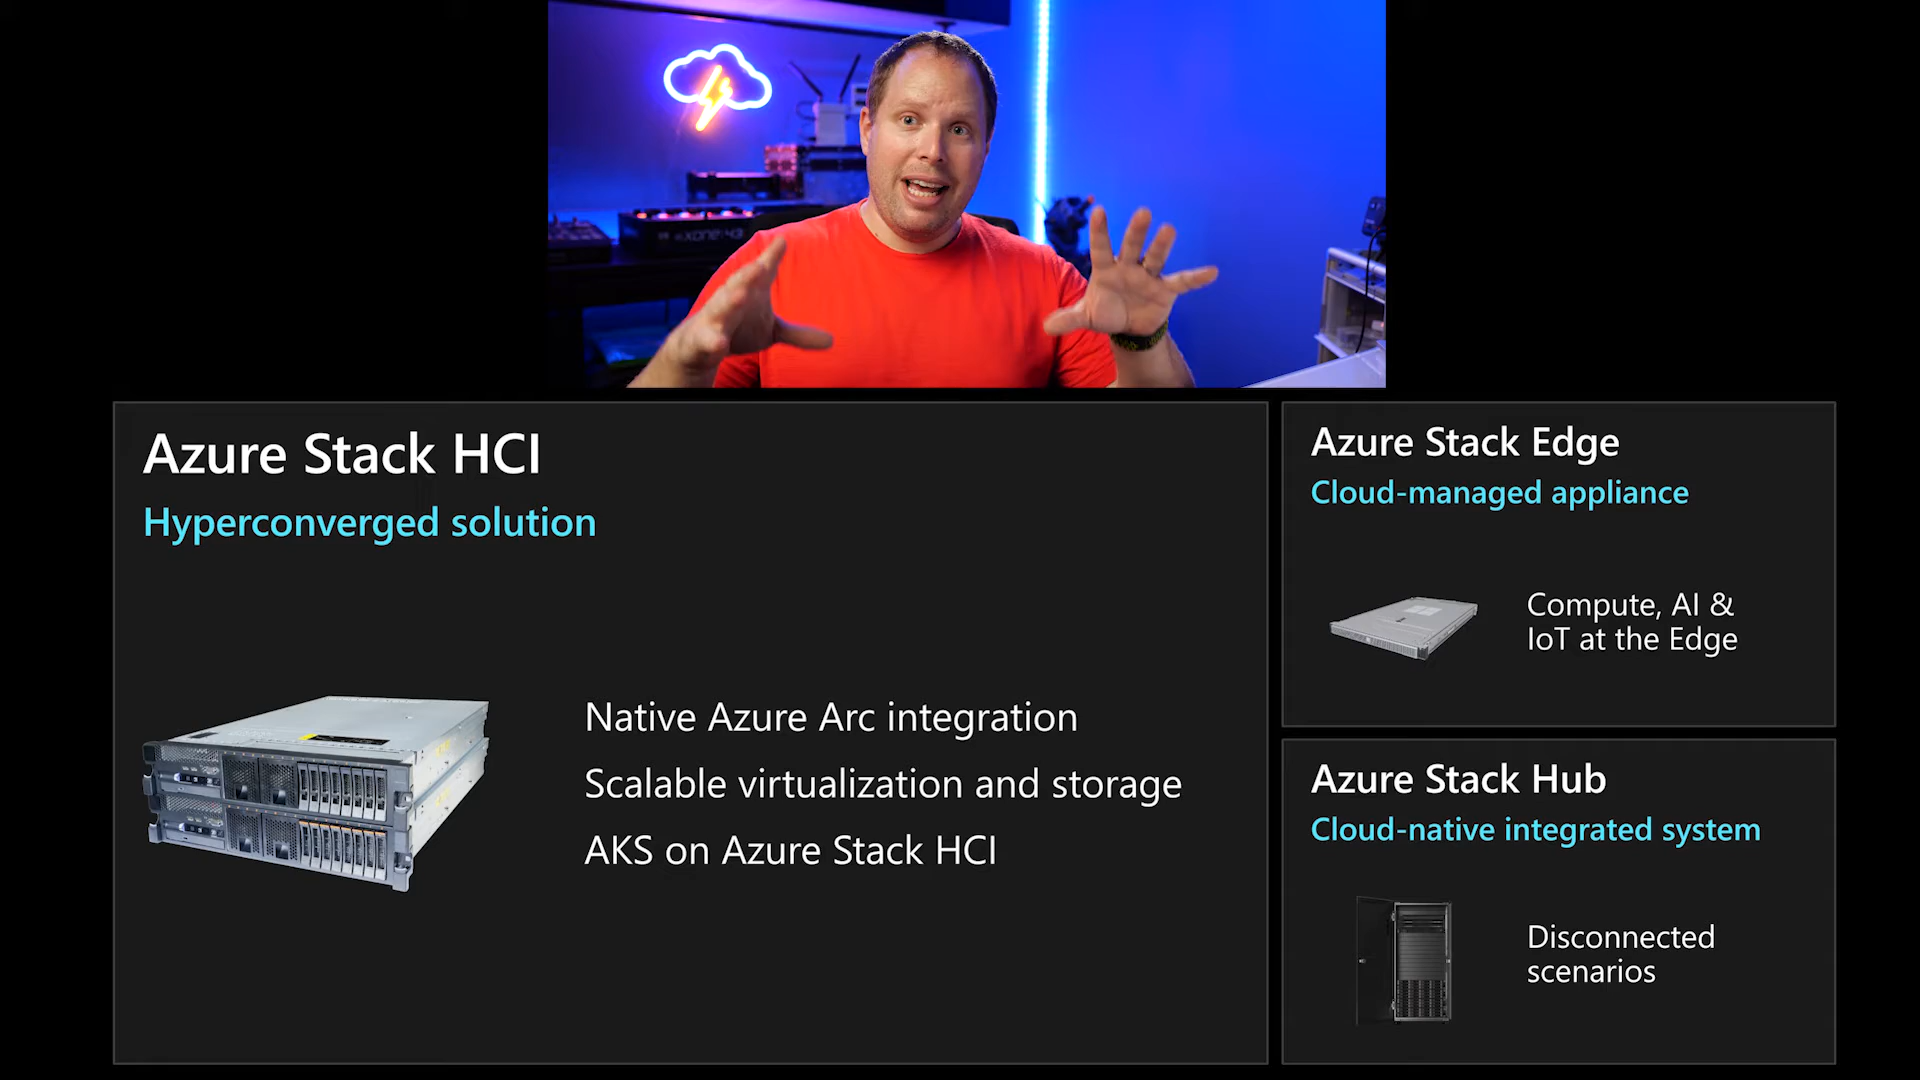 XONE:43
Azure Stack HCI
Hyperconverged solution
Native Azure Arc integration
Scalable virtualization and storage
AKS on Azure Stack HCI
Azure Stack Edge
Cloud-managed appliance
Compute, AI &
IoT at the Edge
Azure Stack Hub
Cloud-native integrated system
Disconnected
scenarios